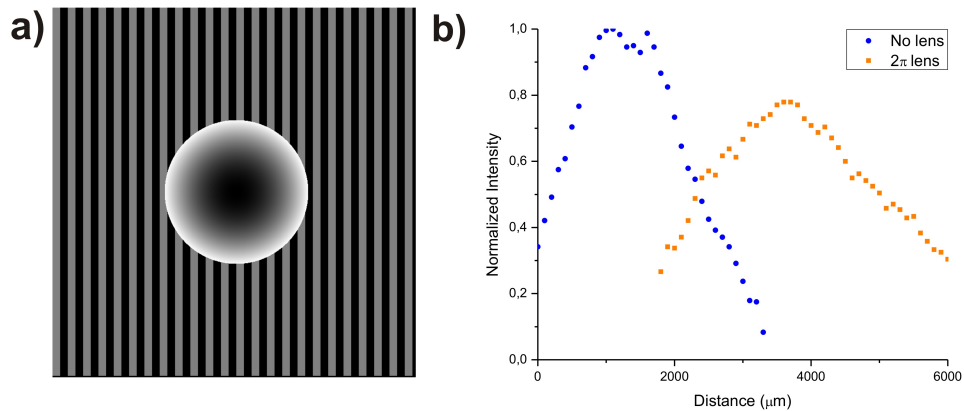 a)
b)
1,0
0,8
0,6
0,4
0,2
0,0
Normalized Intensity
No lens
2π lens
0
2000
4000
6000
Distance (μm)